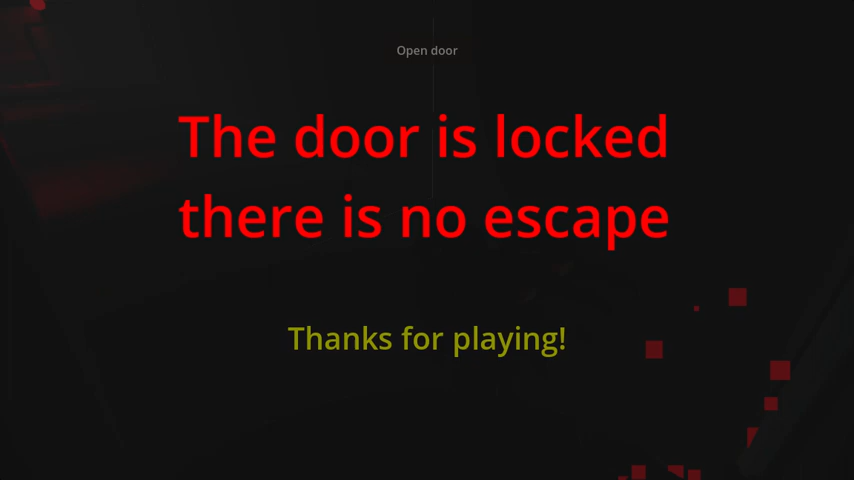 Open door
The door is locked
there is no escape
Thanks for playing!